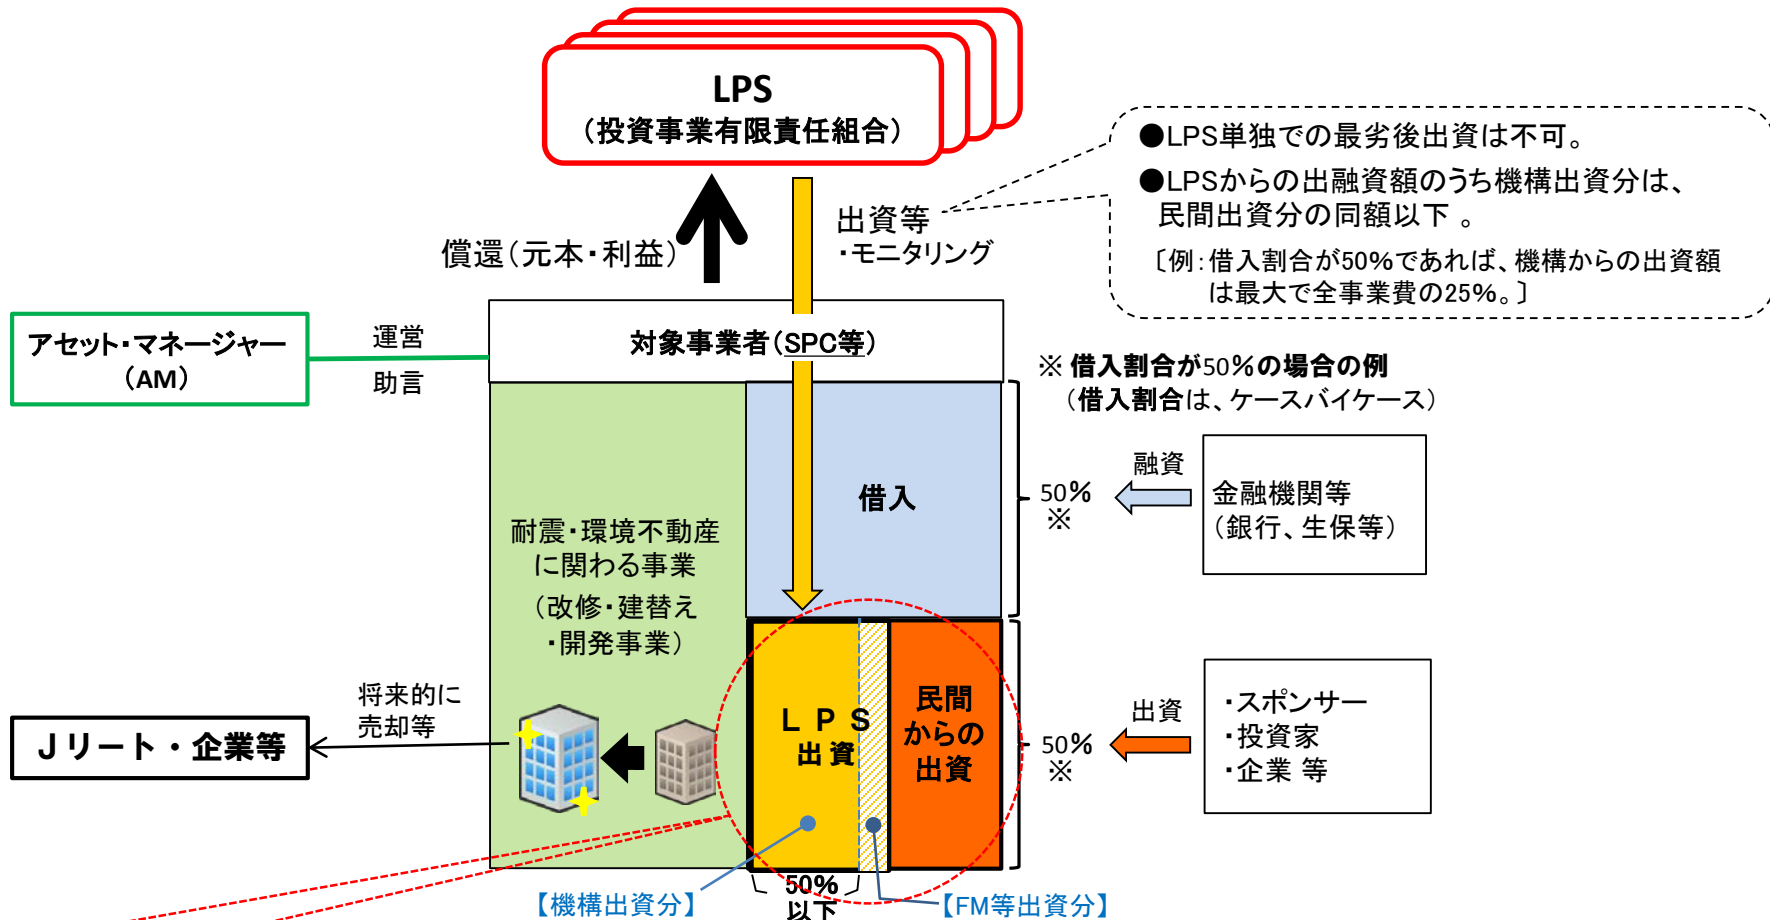 LPS
（投資事業有限責任組合）
●LPS単独での最劣後出資は不可。
●LPSからの出融資額のうち機構出資分は、
民間出資分の同額以下 。
〔例：借入割合が50%であれば、機構からの出資額
は最大で全事業費の25%。〕
出資等
・モニタリング
償還（元本・利益）
アセット・マネージャー
（AM）
運営
助言
対象事業者（SPC等）
※ 借入割合が50%の場合の例
（借入割合は、ケースバイケース）
借入
50%
※
融資
金融機関等
（銀行、生保等）
耐震・環境不動産
に関わる事業
（改修・建替え
・開発事業）
将来的に
売却等
Ｊリート・企業等
ＬＰＳ
出資
民間
からの
出資
50%
※
出資
・スポンサー
・投資家
・企業 等
50%
以下
【機構出資分】
【FM等出資分】